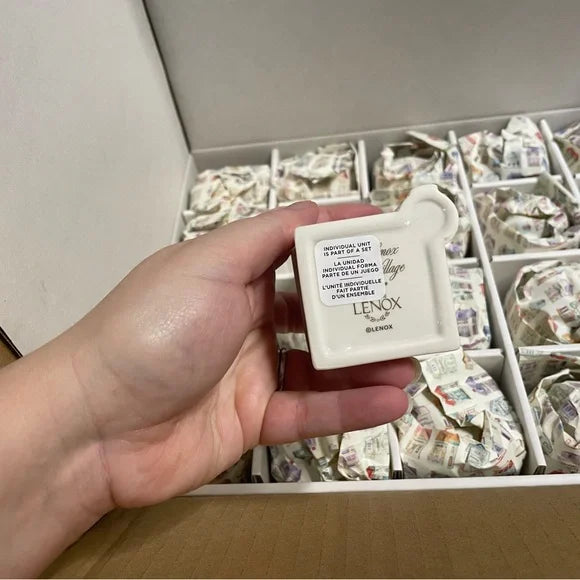 INDIVIDUAL UNIT
IS PART OF A SET
LA UNIDAD
INDIVIDUAL FORMA
PARTE DE UN JUEGO
L'UNITÉ INDIVIDUELLE
FAIT PARTIE
D'UN ENSEMBLE
LENOX
©LENOX